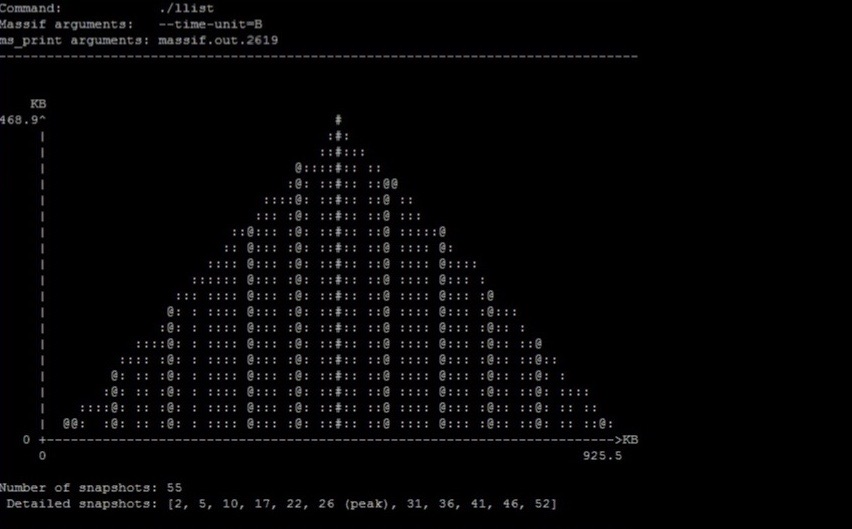 Command:            ./llist
Massif arguments:   --time-unit=B
ms_print arguments: massif.out.2619
--------------------------------------------------------------------------------
KB
468.9^                                    #
0 +----------------------------------------------------------------------->KB
0                                                                   925.5
Number of snapshots: 55
Detailed snapshots: [2, 5, 10, 17, 22, 26 (peak), 31, 36, 41, 46, 52]